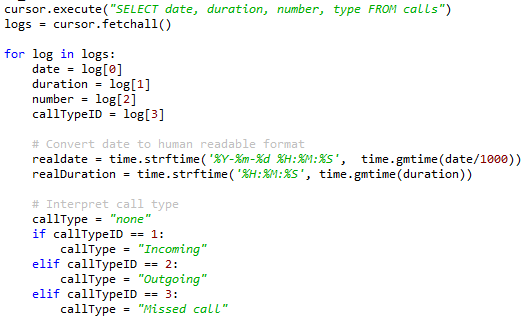 cursor.execute("SELECT date, duration, number, type FROM calls")
logs = cursor.fetchall()
for log in logs:
    date = log[0]
    duration = log[1]
    number = log[2]
    callTypeID = log[3]
    # Convert date to human readable format
    realdate = time.strftime('%Y-%m-%d %H:%M:%S',  time.gmtime(date/1000))
    realDuration = time.strftime('%H:%M:%S', time.gmtime(duration))
    # Interpret call type
    callType = "none"
    if callTypeID == 1:
        callType = "Incoming"
    elif callTypeID == 2:
        callType = "Outgoing"
    elif callTypeID == 3:
        callType = "Missed call"